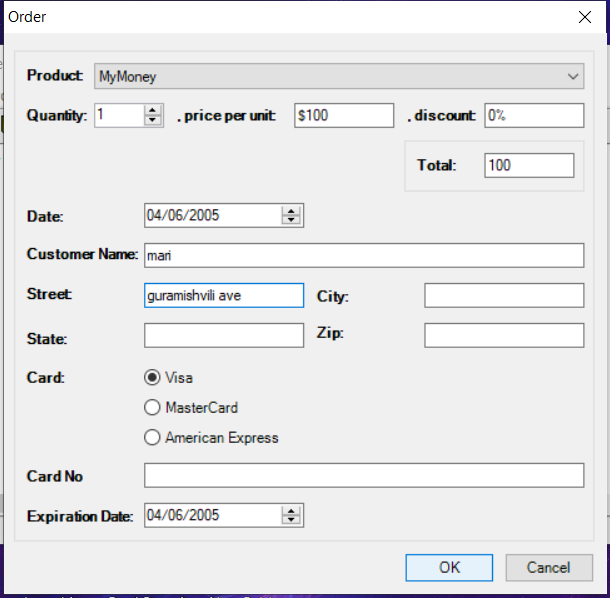 Order
Product: MyMoney
Quantity: 1 , price per unit: $100 , discount: 0%
Total: 100
Date: 04/06/2005
Customer Name: mari
Street: guramishvili ave City:
State: Zip:
Card: Visa
MasterCard
American Express
Card No
Expiration Date: 04/06/2005
OK Cancel